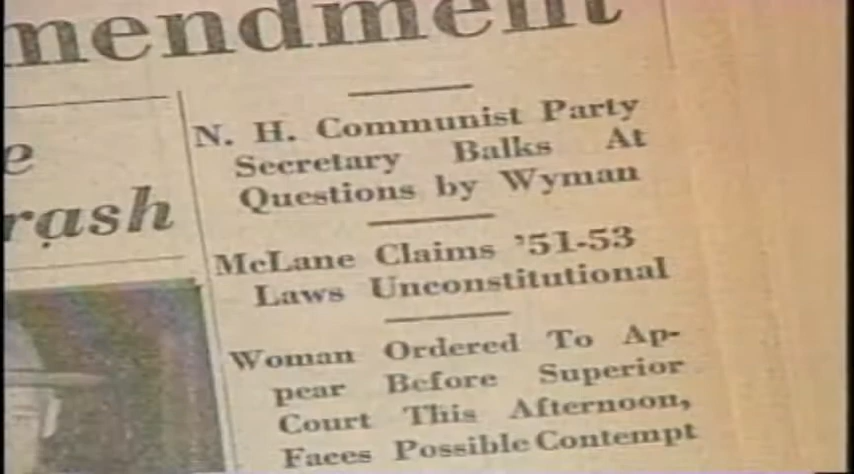 mendment
e
rash
N. H. Communist Party
Secretary Balks At
Questions by Wyman
McLane Claims '51-53
Laws Unconstitutional
Woman Ordered To Ap-
pear Before Superior
Court This Afternoon,
Faces Possible Contempt